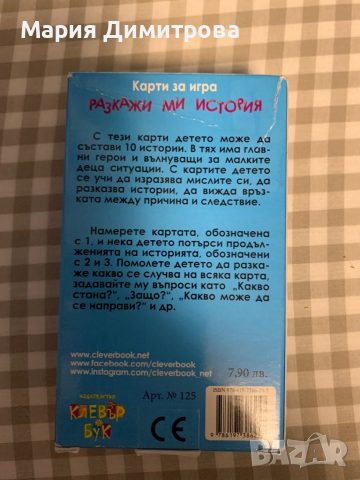 Мария Димитрова
Карти за игра
РАЗКАЖИ МИ ИСТОРИЯ
С тези карти детето може да
състави 10 истории. В тях има глав-
ни герои и вълнуващи за малките
деца ситуации. С картите детето
се учи да изразява мислите си, да
разказва истории, да вижда връз-
ката между причина и следствие.
Намерете картата, обозначена
с 1, и нека детето потърси продъл-
женията на историята, обозначени
с 2 и 3. Помолете детето да разка-
же какво се случва на всяка карта,
задавайте му въпроси като „Какво
стана?", „Защо?", „Какво може да
се направи?" и др.
www.cleverbook.net
www.facebook.com/cleverbook
www.instagram.com/cleverbook_net
7.90 лв.
ИЗДАТЕЛСТВО
КЛЕВЪР
БУК
Арт. № 125
CE
ISBN
bazar